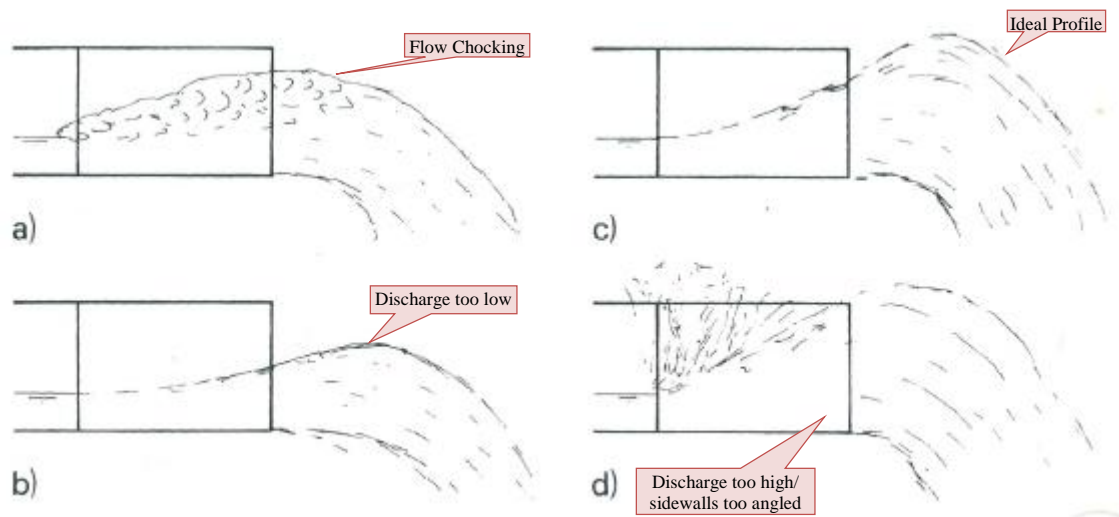 Flow Chocking
a)
Discharge too low
b)
Ideal Profile
c)
Discharge too high/
sidewalls too angled
d)